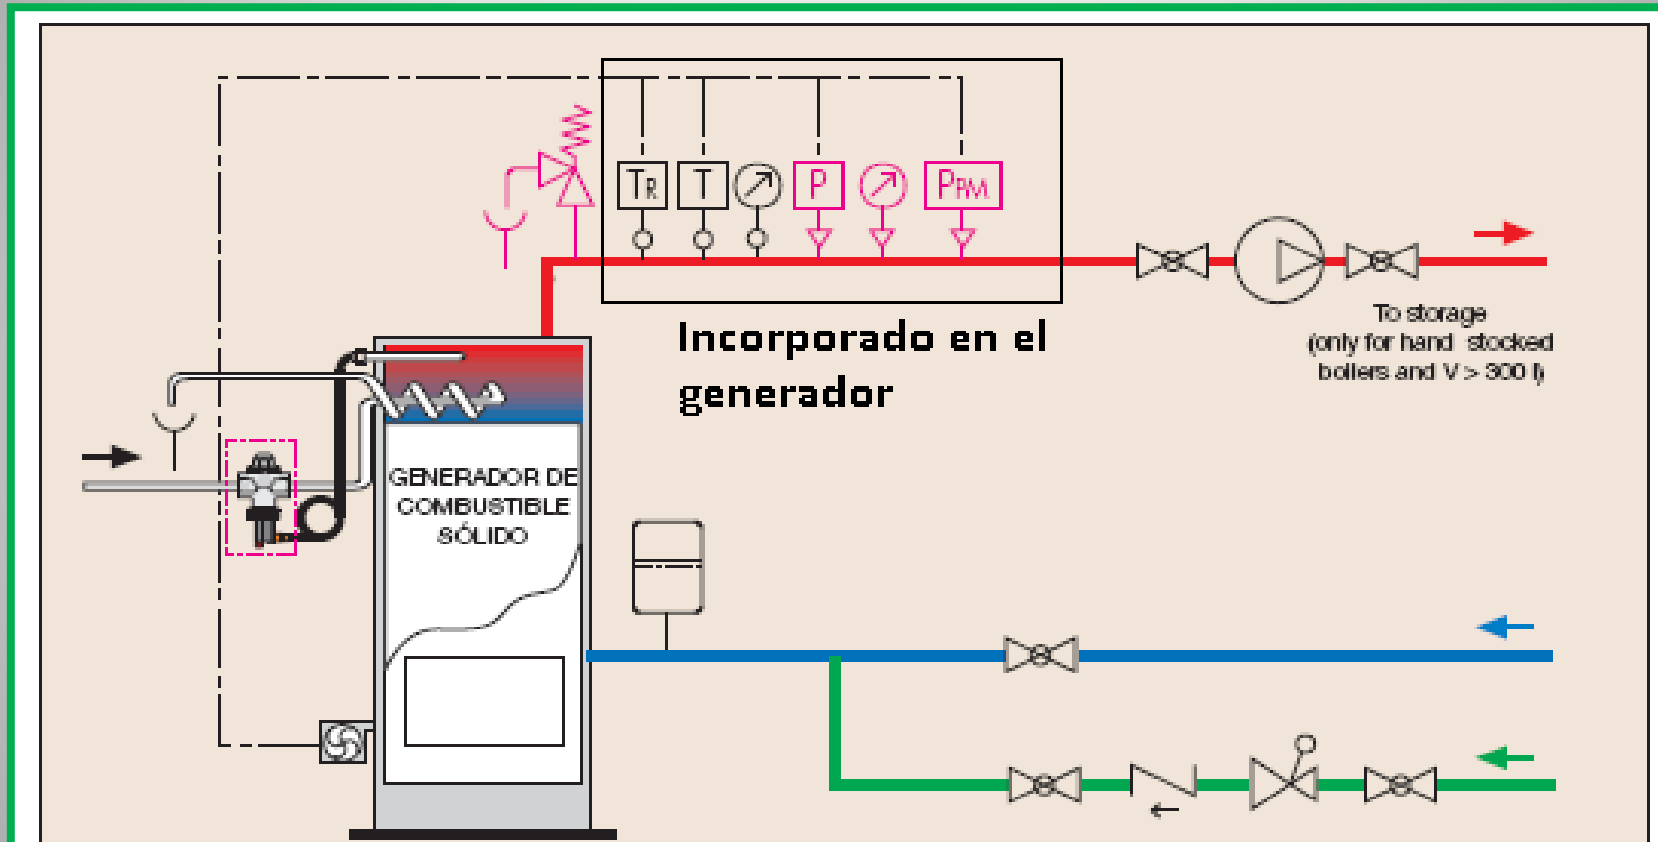 TR T P PPM
Incorporado en el
generador
To storage
(only for hand stocked
boilers and V > 300 l)
GENERADOR DE
COMBUSTIBLE
SÓLIDO